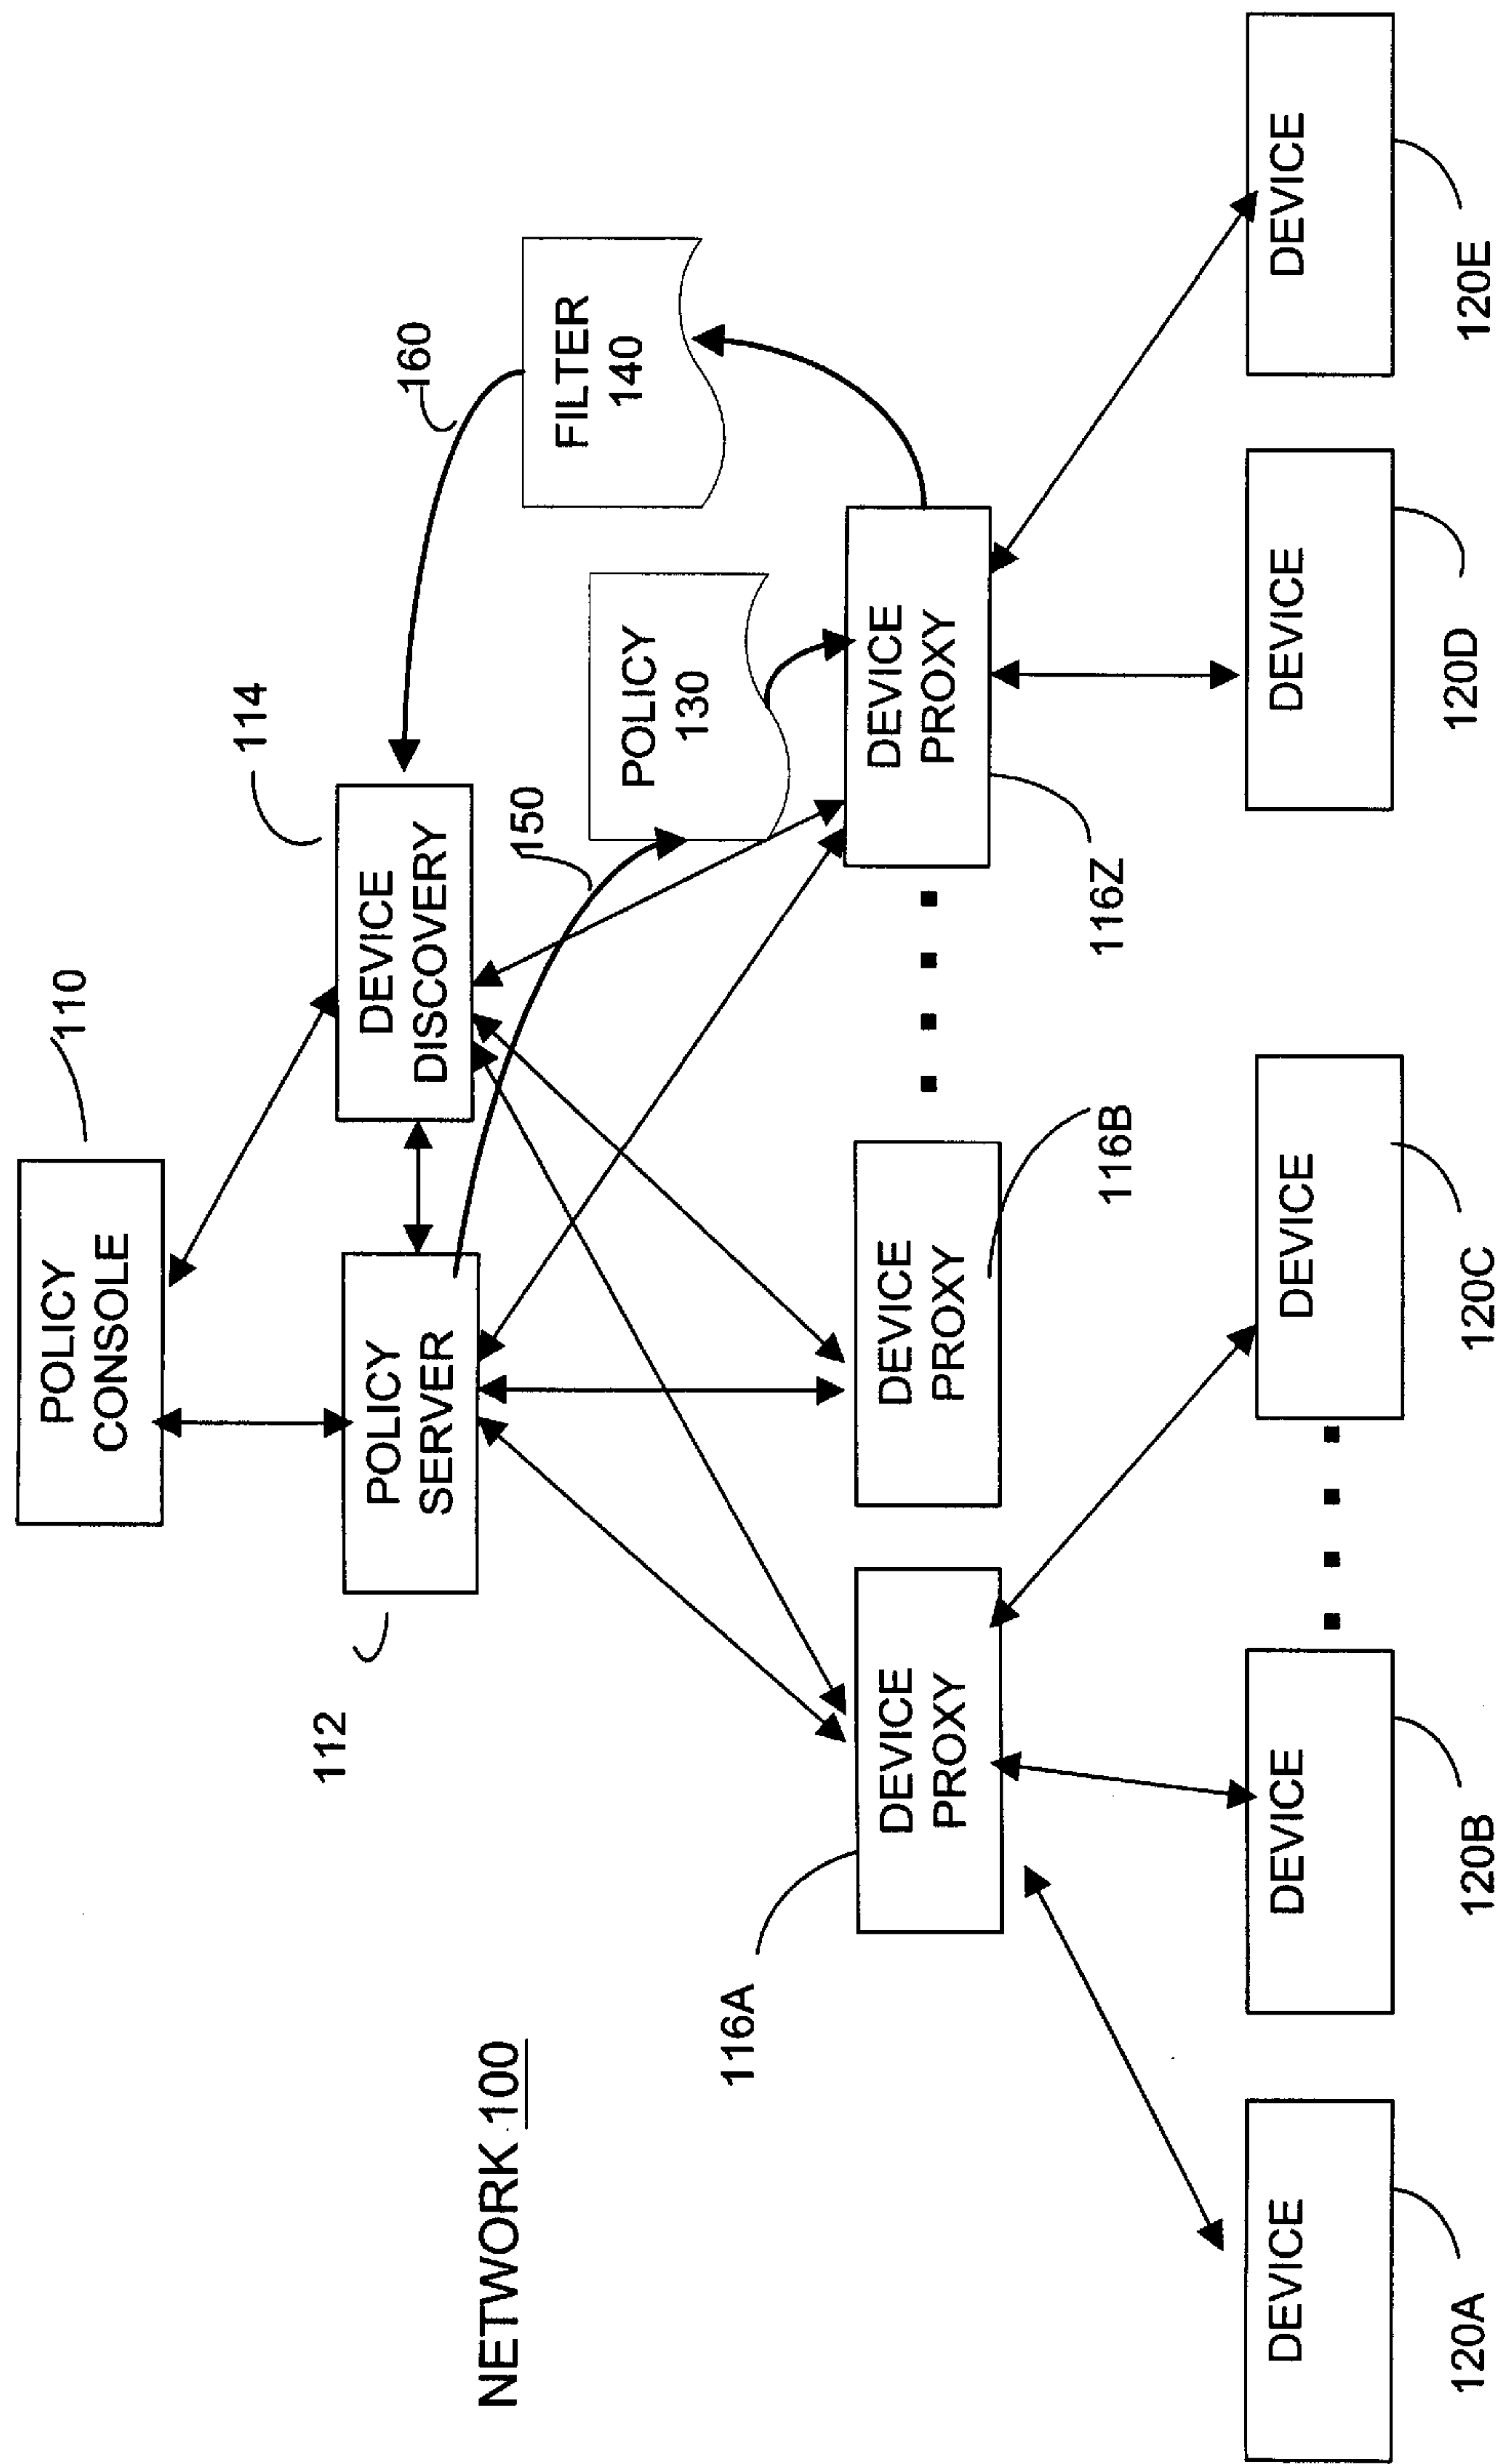 POLICY
CONSOLE
110
POLICY
SERVER
112
DEVICE
DISCOVERY
114
160
150
FILTER
140
POLICY
130
NETWORK 100
116A
DEVICE
PROXY
DEVICE
PROXY
116B
DEVICE
PROXY
116Z
DEVICE
120A
DEVICE
120B
DEVICE
120C
DEVICE
120D
DEVICE
120E